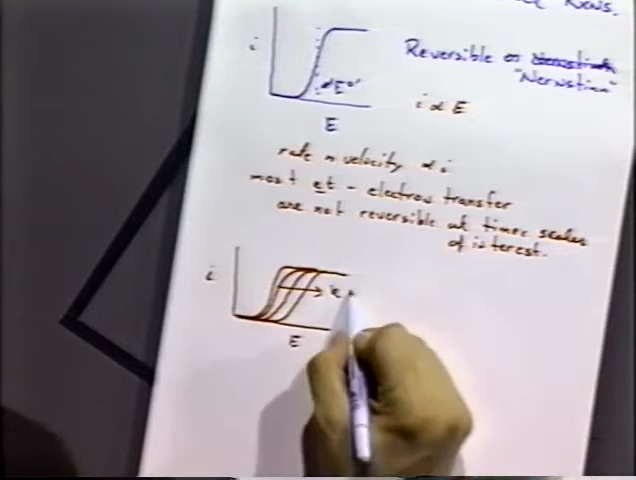 Rxns.
i
Reversible or
"Nernstian"
≈E°'
i ∝ E
E
rate ∝ velocity ∝ i
most et - electron transfer
are not reversible at time scales
of interest.
i
k
E